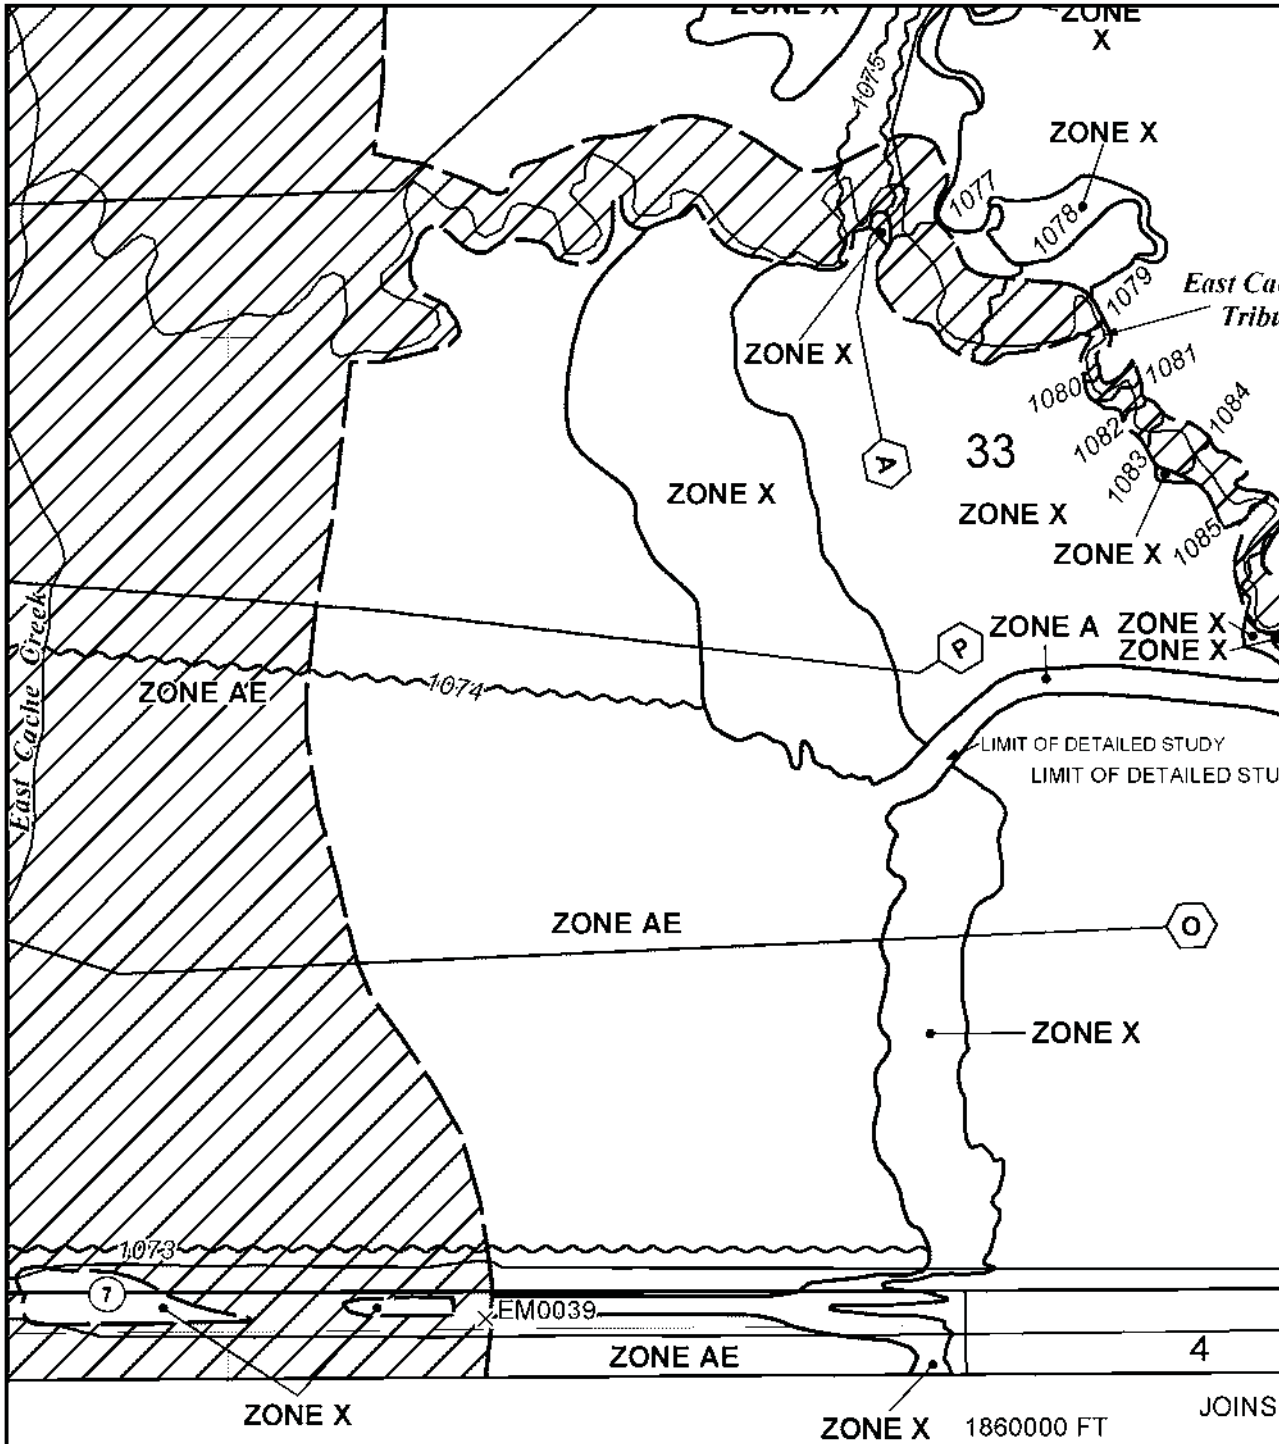 ZONE X
ZONE
X
1075
ZONE X
1077
1078
1079
East Cac
Tribu
ZONE X
1080
1081
1082
1084
1083
A
33
ZONE X
ZONE X
ZONE X
1085
ZONE A
ZONE X
ZONE X
P
East Cache Creek
ZONE AE
1074
LIMIT OF DETAILED STUDY
LIMIT OF DETAILED STU
ZONE AE
O
ZONE X
1073
7
EM0039
ZONE AE
4
ZONE X
ZONE X
1860000 FT
JOINS